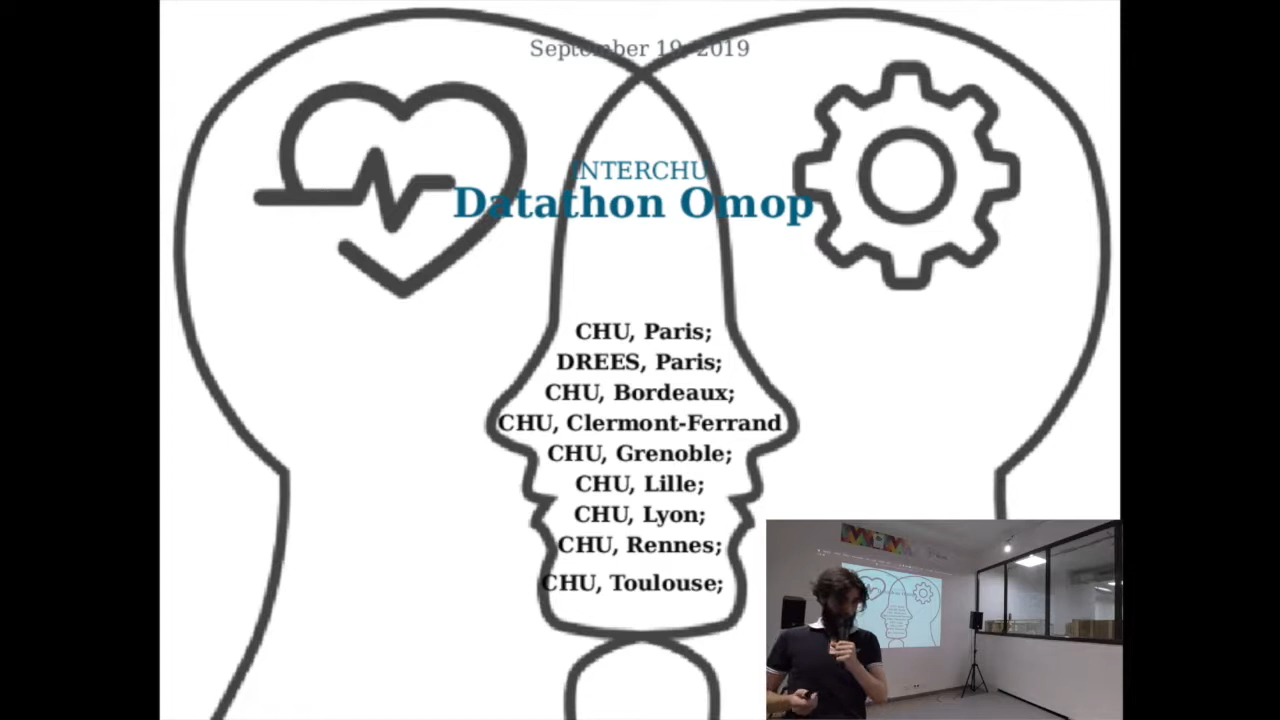 September 19, 2019
INTERCHU
Datathon Omop
CHU, Paris;
DREES, Paris;
CHU, Bordeaux;
CHU, Clermont-Ferrand
CHU, Grenoble;
CHU, Lille;
CHU, Lyon;
CHU, Rennes;
CHU, Toulouse;